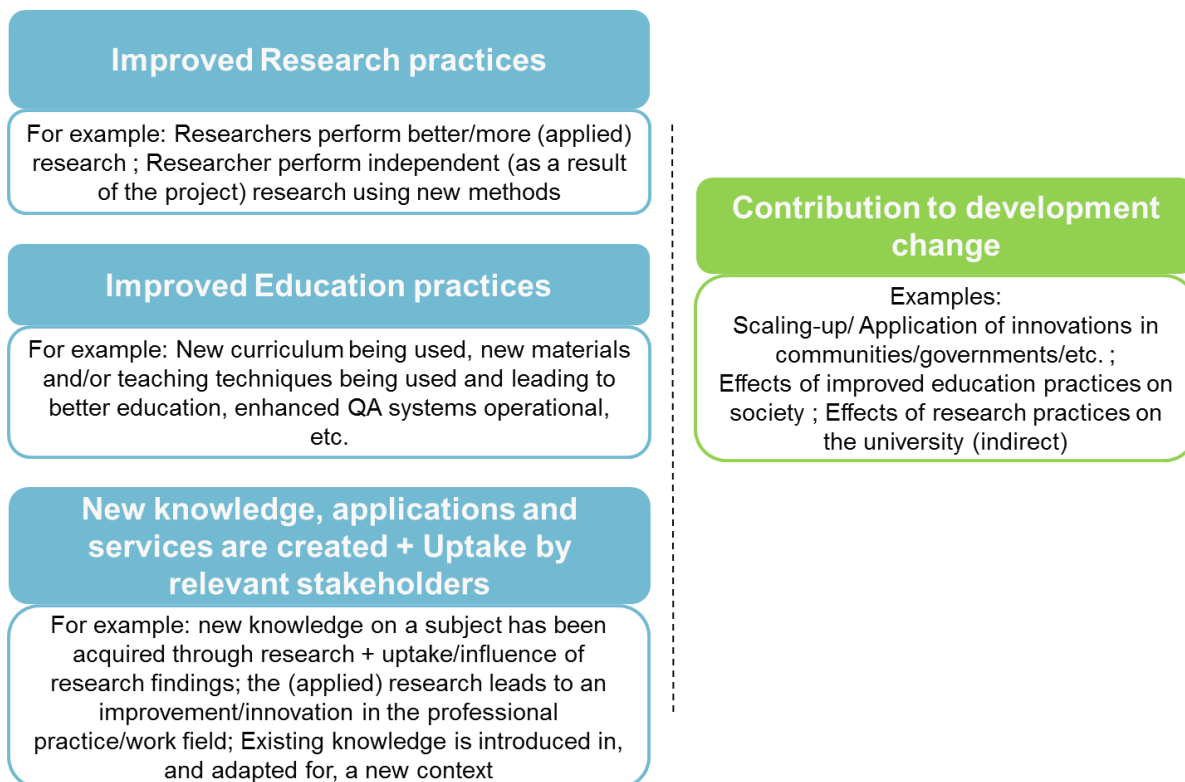 Improved Research practices
For example: Researchers perform better/more (applied)
research ; Researcher perform independent (as a result
of the project) research using new methods
Improved Education practices
For example: New curriculum being used, new materials
and/or teaching techniques being used and leading to
better education, enhanced QA systems operational,
etc.
New knowledge, applications and
services are created + Uptake by
relevant stakeholders
For example: new knowledge on a subject has been
acquired through research + uptake/influence of
research findings; the (applied) research leads to an
improvement/innovation in the professional
practice/work field; Existing knowledge is introduced in,
and adapted for, a new context
Contribution to development
change
Examples:
Scaling-up/ Application of innovations in
communities/governments/etc. ;
Effects of improved education practices on
society ; Effects of research practices on
the university (indirect)